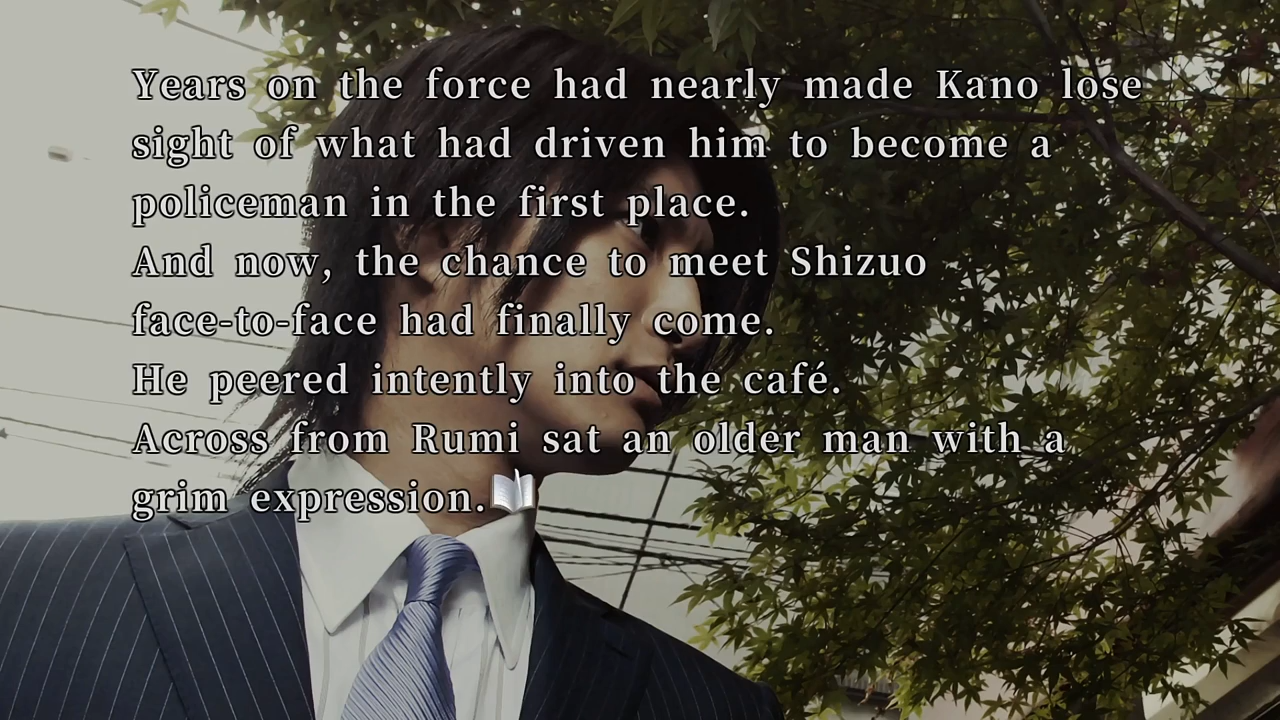 Years on the force had nearly made Kano lose
sight of what had driven him to become a
policeman in the first place.
And now, the chance to meet Shizuo
face-to-face had finally come.
He peered intently into the café.
Across from Rumi sat an older man with a
grim expression.